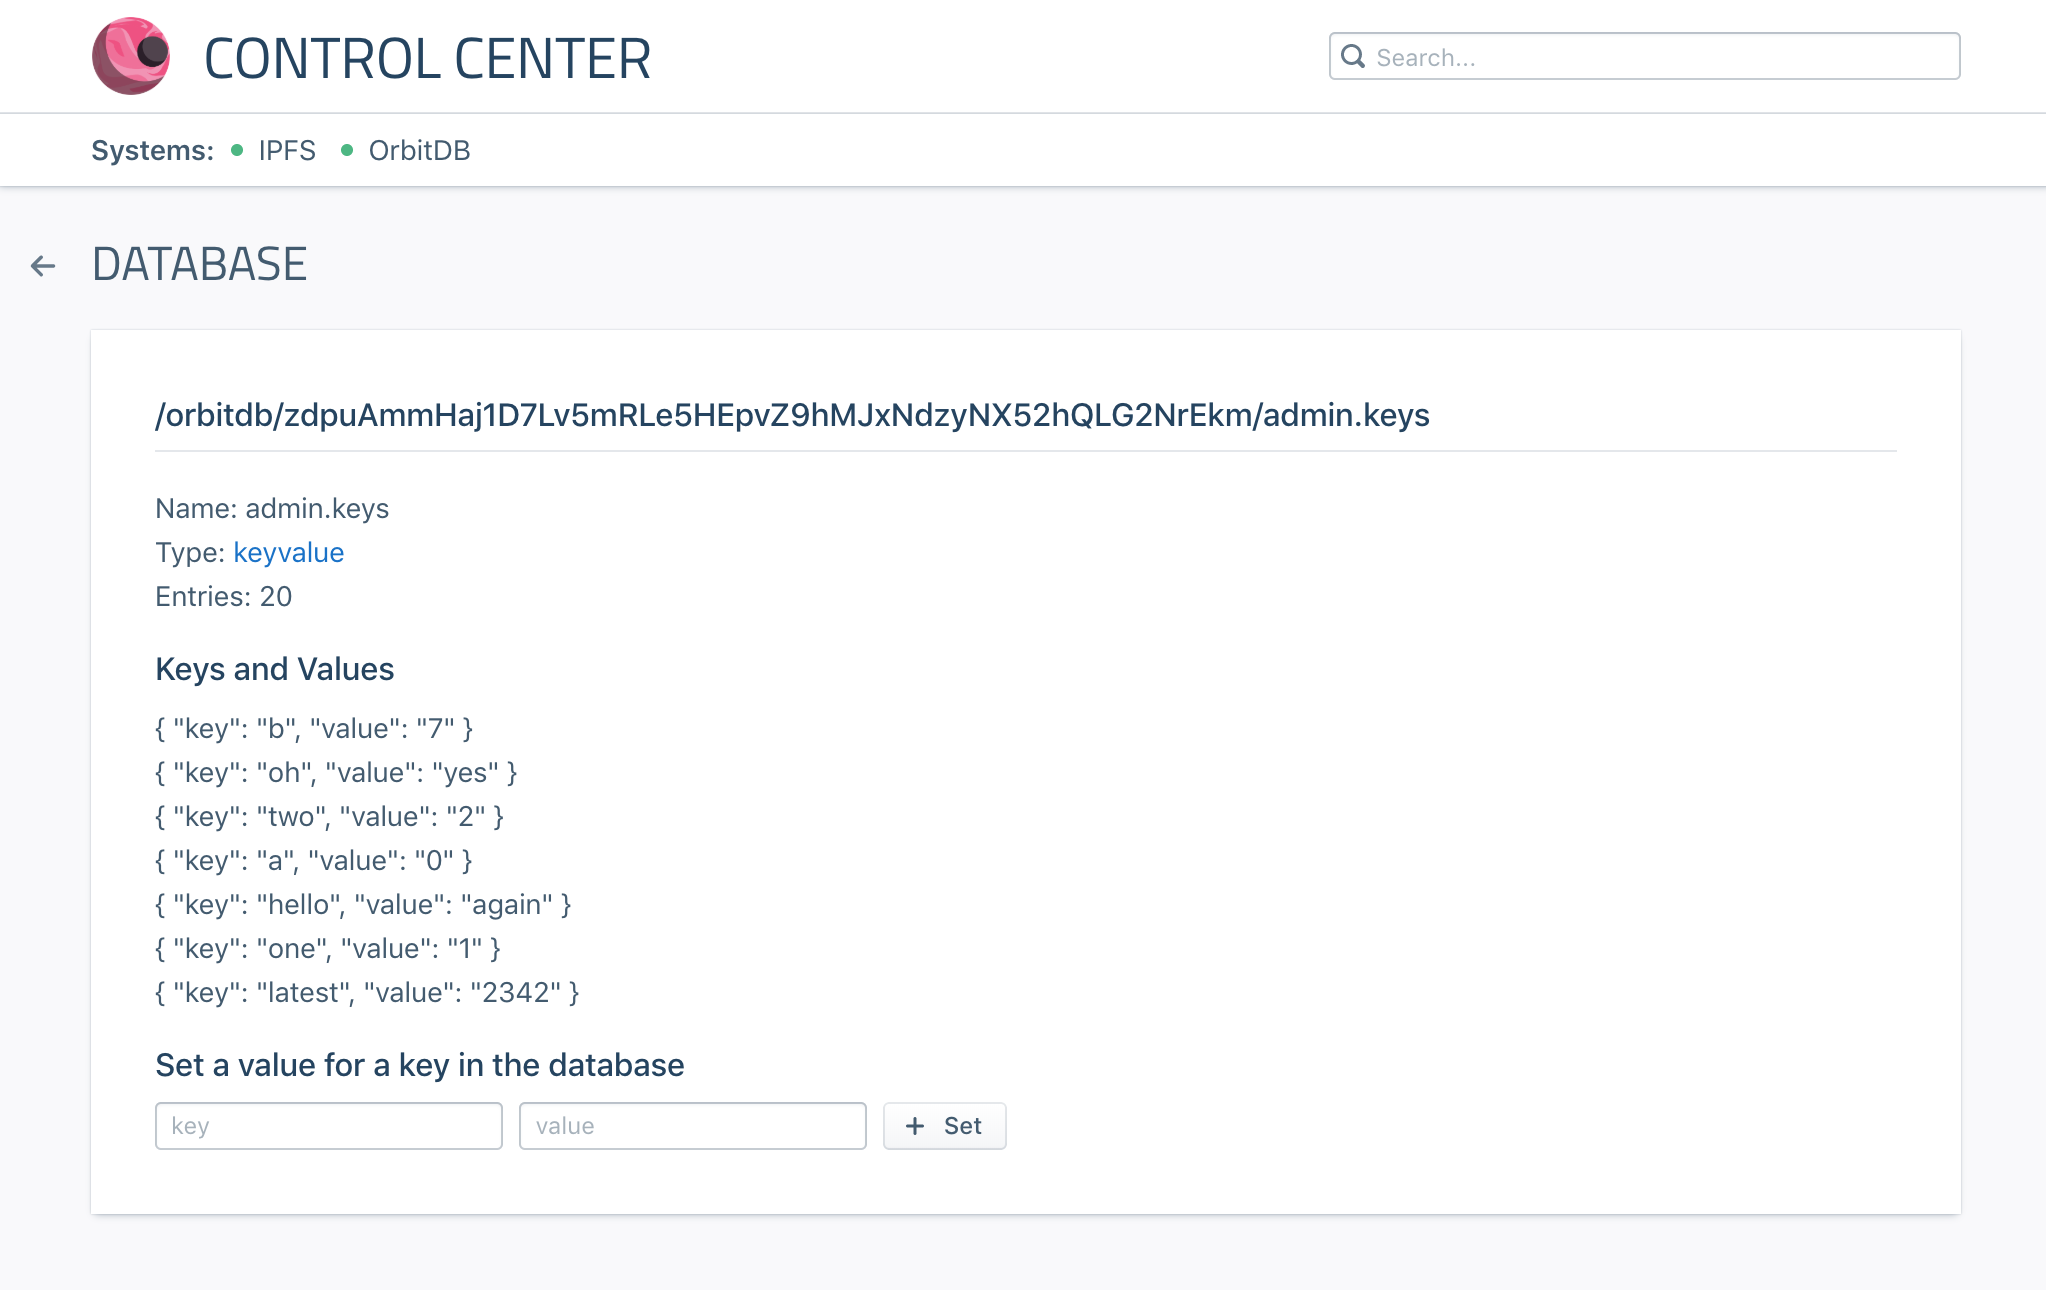 CONTROL CENTER
Search...
Systems: IPFS OrbitDB
DATABASE
/orbitdb/zdpuAmmHaj1D7Lv5mRLe5HEpvZ9hMJxNdzyNX52hQLG2NrEkm/admin.keys
Name: admin.keys
Type: keyvalue
Entries: 20
Keys and Values
{ "key": "b", "value": "7" }
{ "key": "oh", "value": "yes" }
{ "key": "two", "value": "2" }
{ "key": "a", "value": "0" }
{ "key": "hello", "value": "again" }
{ "key": "one", "value": "1" }
{ "key": "latest", "value": "2342" }
Set a value for a key in the database
key value + Set